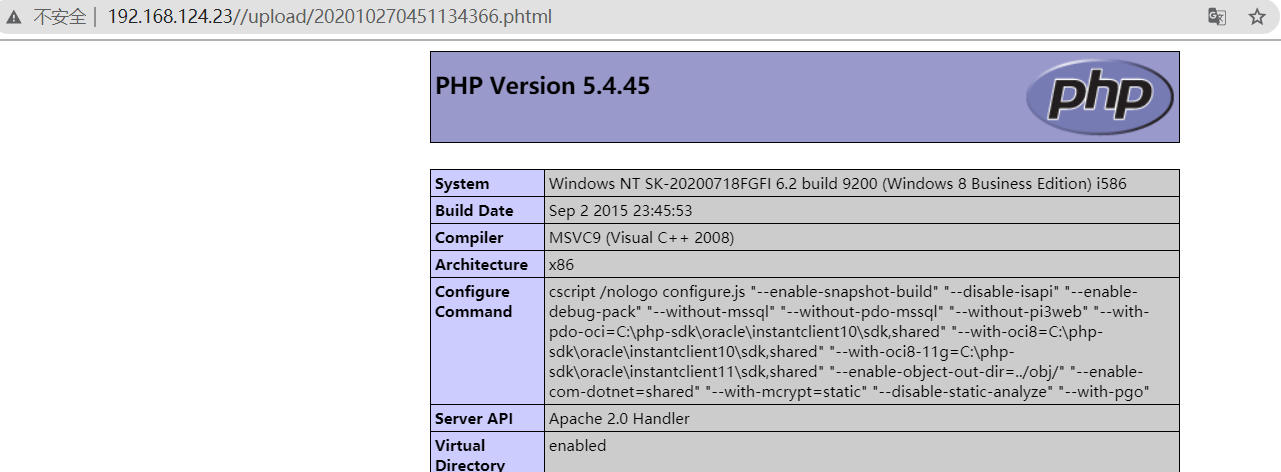 不安全 | 192.168.124.23//upload/202010270451134366.phtml
PHP Version 5.4.45
php
System Windows NT SK-20200718FGFI 6.2 build 9200 (Windows 8 Business Edition) i586
Build Date Sep 2 2015 23:45:53
Compiler MSVC9 (Visual C++ 2008)
Architecture x86
Configure cscript /nologo configure.js "--enable-snapshot-build" "--disable-isapi" "--enable-
Command debug-pack" "--without-mssql" "--without-pdo-mssql" "--without-pi3web" "--with-
pdo-oci=C:\php-sdk\oracle\instantclient10\sdk,shared" "--with-oci8=C:\php-
sdk\oracle\instantclient10\sdk,shared" "--with-oci8-11g=C:\php-
sdk\oracle\instantclient11\sdk,shared" "--enable-object-out-dir=../obj/" "--enable-
com-dotnet=shared" "--with-mcrypt=static" "--disable-static-analyze" "--with-pgo"
Server API Apache 2.0 Handler
Virtual enabled
Directory